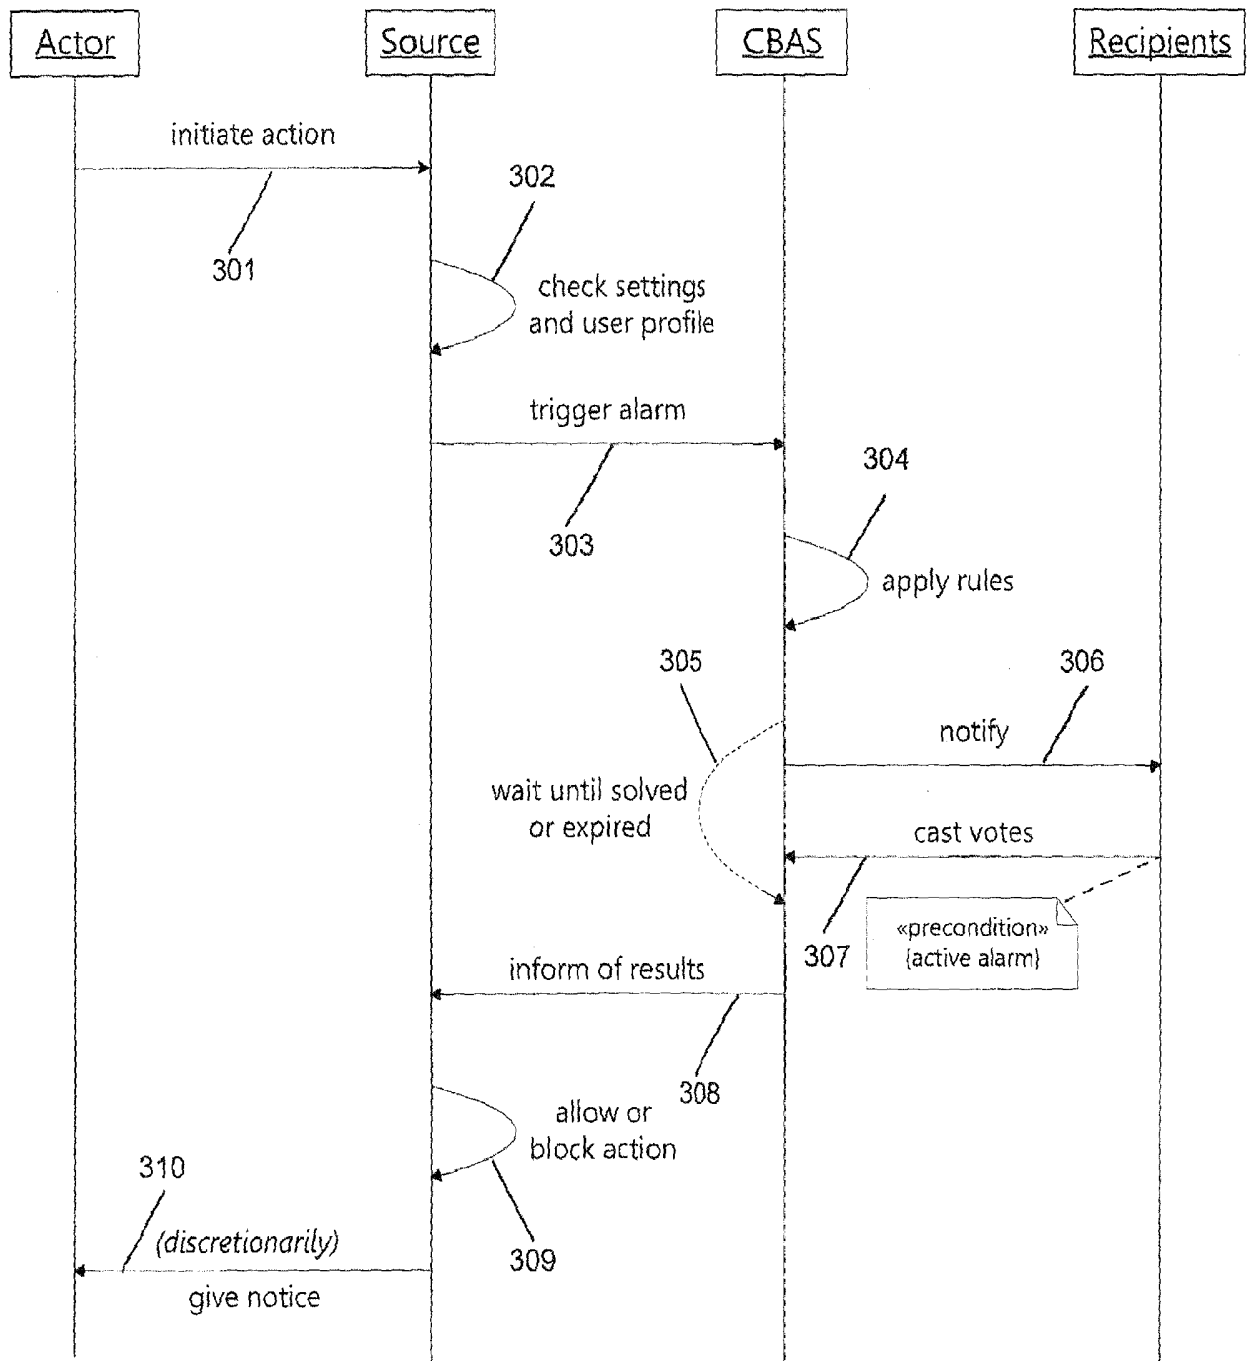 Actor
Source
CBAS
Recipients
initiate action
301
302
check settings
and user profile
trigger alarm
303
304
apply rules
305
306
notify
wait until solved
or expired
cast votes
307
«precondition»
{active alarm}
inform of results
308
allow or
block action
309
310
(discretionarily)
give notice